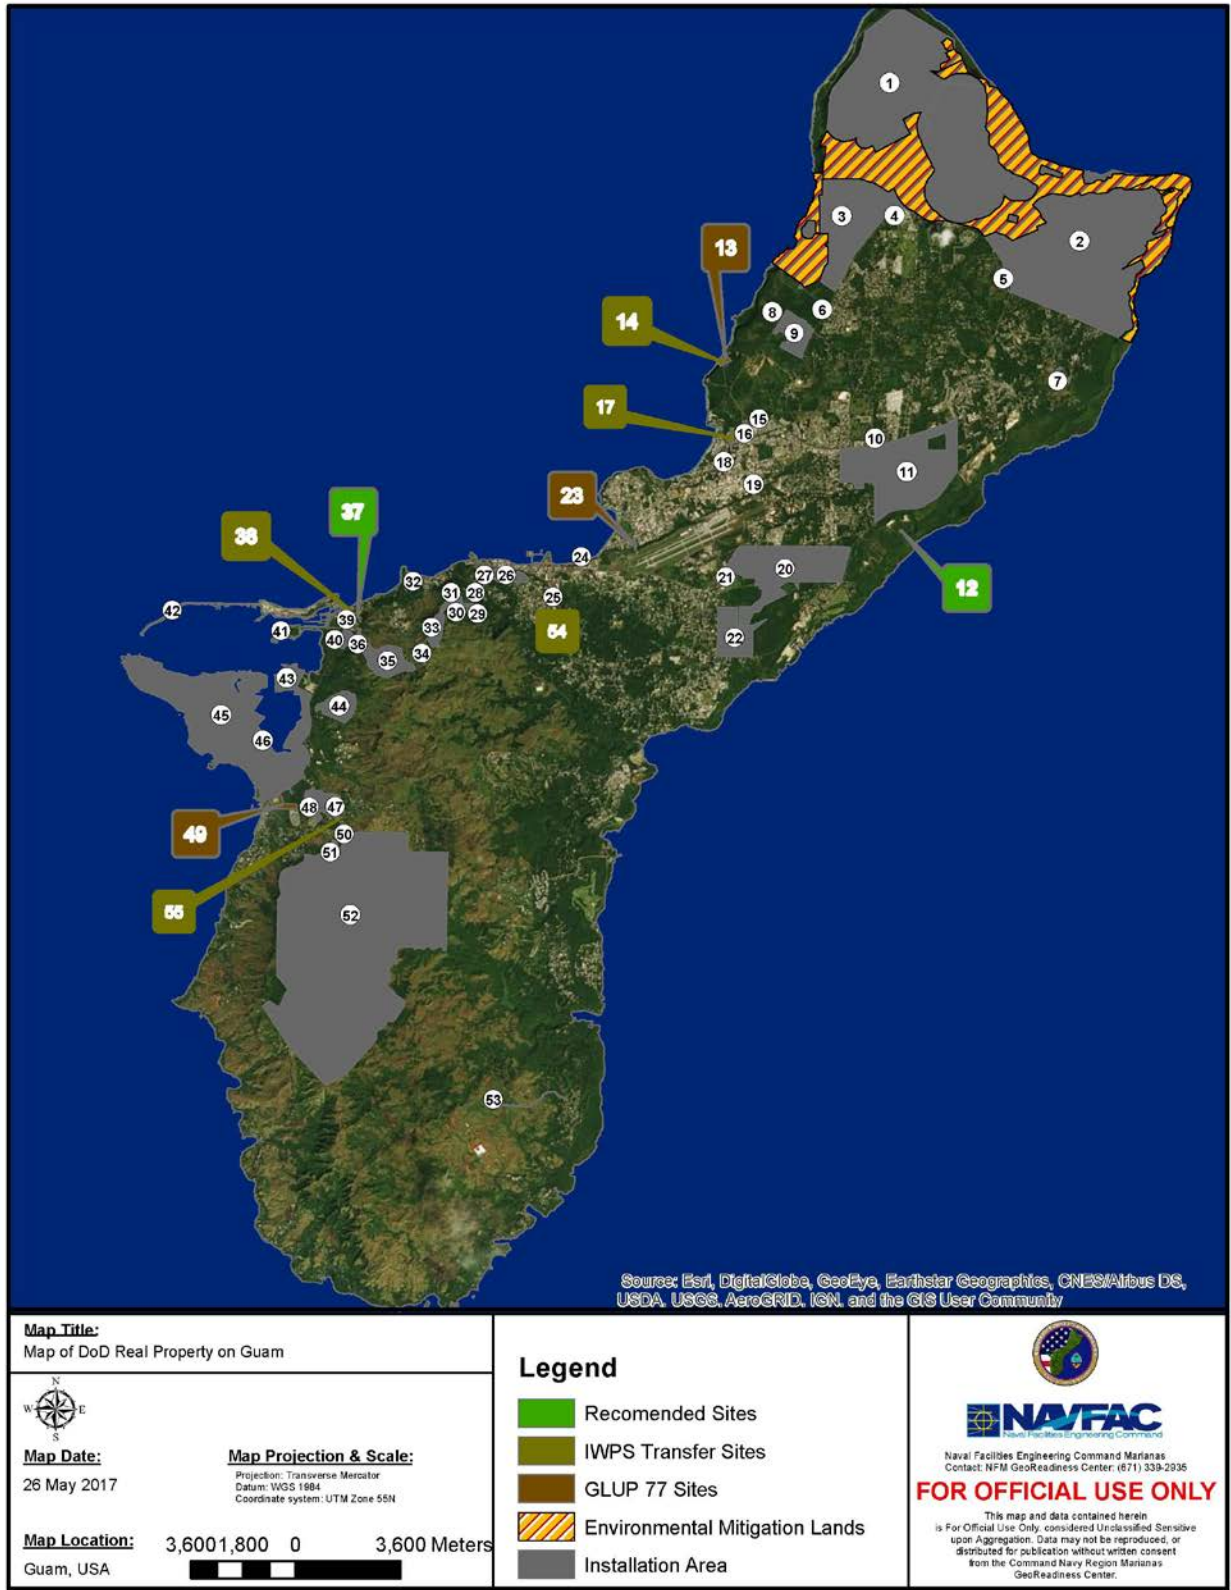 1
2
3
4
5
13
6
8
14
9
7
15
17
16
10
18
11
19
23
37
38
24
20
12
27
26
21
32
31
28
25
42
39
30
29
54
41
33
22
40
36
34
35
43
44
45
46
48
47
49
50
51
55
52
53
Source: Esri, DigitalGlobe, GeoEye, Earthstar Geographics, CNES/Airbus DS,
USDA, USGS, AeroGRID, IGN, and the GIS User Community
Map Title:
Map of DoD Real Property on Guam
N
W E
S
Map Date:
26 May 2017
Map Projection & Scale:
Projection: Transverse Mercator
Datum: WGS 1984
Coordinate system: UTM Zone 55N
Map Location:
Guam, USA
3,600 1,800 0 3,600 Meters
Legend
Recomended Sites
IWPS Transfer Sites
GLUP 77 Sites
Environmental Mitigation Lands
Installation Area
NAVFAC
Naval Facilities Engineering Command
Naval Facilities Engineering Command Marianas
Contact: NFM GeoReadiness Center: (671) 339-2935
FOR OFFICIAL USE ONLY
This map and data contained herein
is For Official Use Only, considered Unclassified Sensitive
upon Aggregation. Data may not be reproduced, or
distributed for publication without written consent
from the Command Navy Region Marianas
GeoReadiness Center.